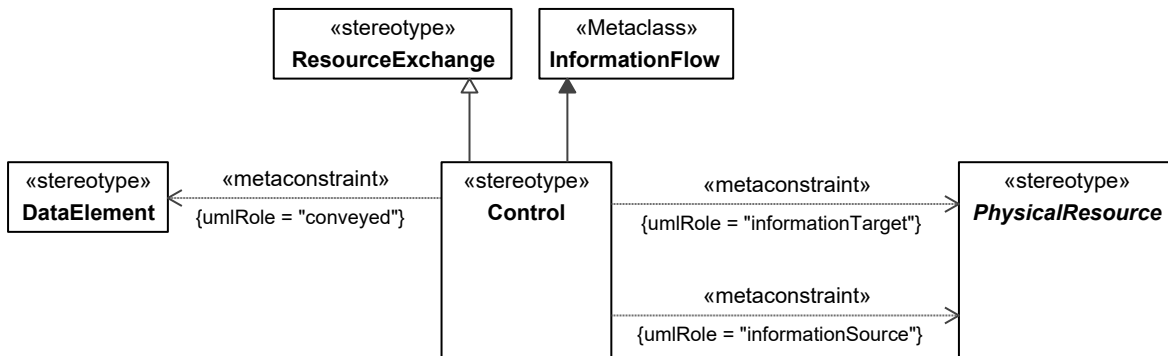 «stereotype»
ResourceExchange
«Metaclass»
InformationFlow
«stereotype»
DataElement
«metaconstraint»
{umlRole = "conveyed"}
«stereotype»
Control
«metaconstraint»
{umlRole = "informationTarget"}
«stereotype»
PhysicalResource
«metaconstraint»
{umlRole = "informationSource"}